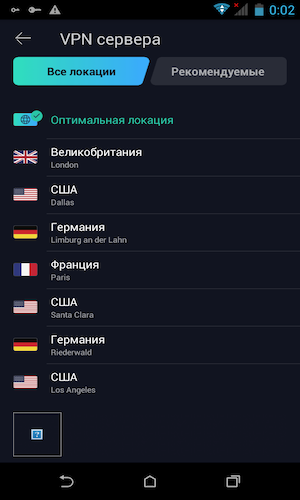 0:02
VPN сервера
Все локации
Рекомендуемые
Оптимальная локация
Великобритания
London
США
Dallas
Германия
Limburg an der Lahn
Франция
Paris
США
Santa Clara
Германия
Riederwald
США
Los Angeles